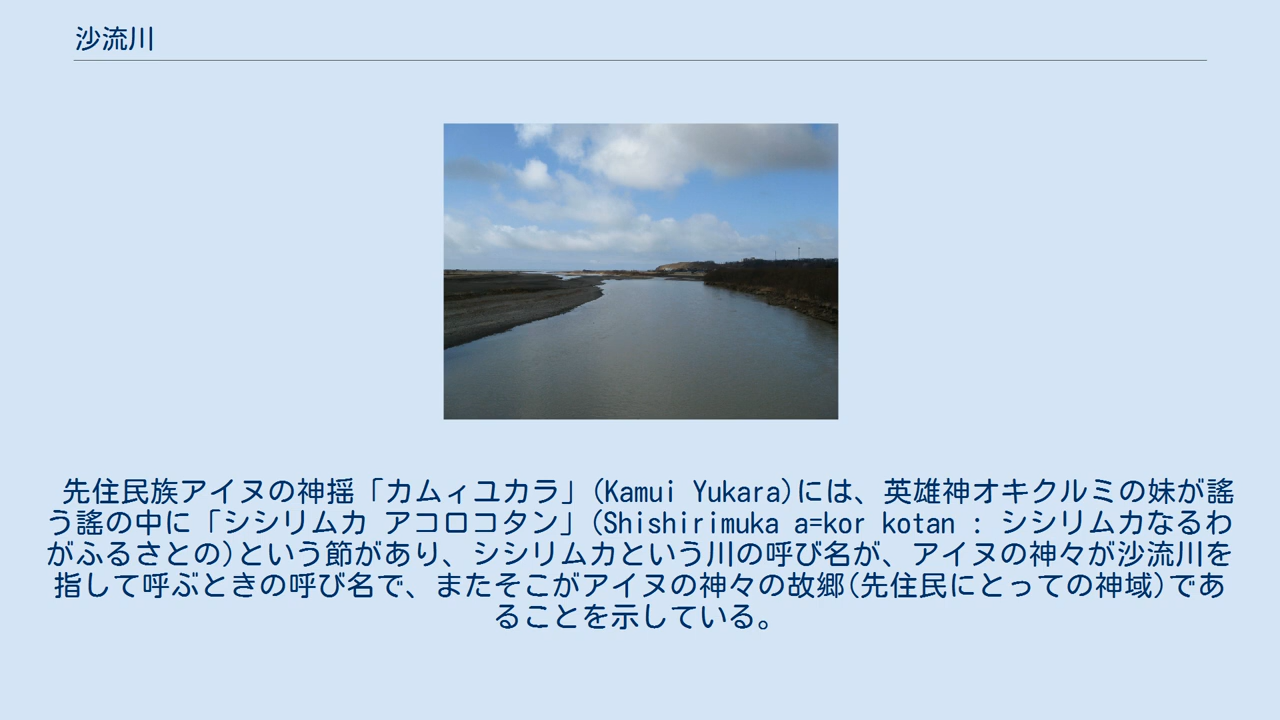 沙流川
先住民族アイヌの神揺「カムィユカラ」(Kamui Yukara)には、英雄神オキクルミの妹が謠
う謠の中に「シシリムカ アコロコタン」(Shishirimuka a=kor kotan : シシリムカなるわ
がふるさとの)という節があり、シシリムカという川の呼び名が、アイヌの神々が沙流川を
指して呼ぶときの呼び名で、またそこがアイヌの神々の故郷(先住民にとっての神域)であ
ることを示している。